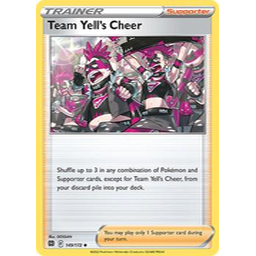 TRAINER
Supporter
Team Yell's Cheer
Shuffle up to 3 in any combination of Pokémon and
Supporter cards, except for Team Yell's Cheer, from
your discard pile into your deck.
You may play only 1 Supporter card during
your turn.
149/172